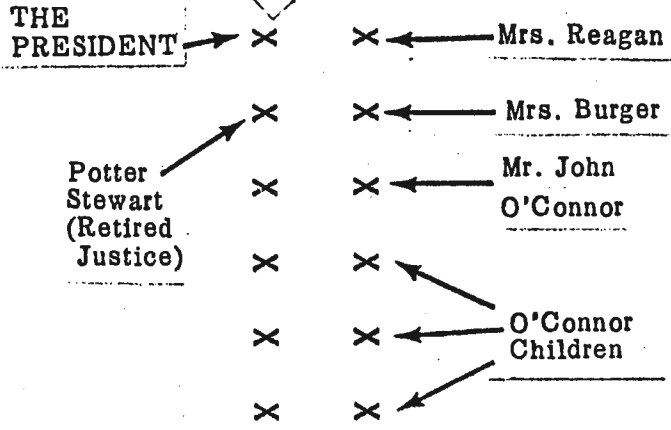 THE
PRESIDENT
Mrs. Reagan
Mrs. Burger
Potter
Stewart
(Retired
Justice)
Mr. John
O'Connor
O'Connor
Children